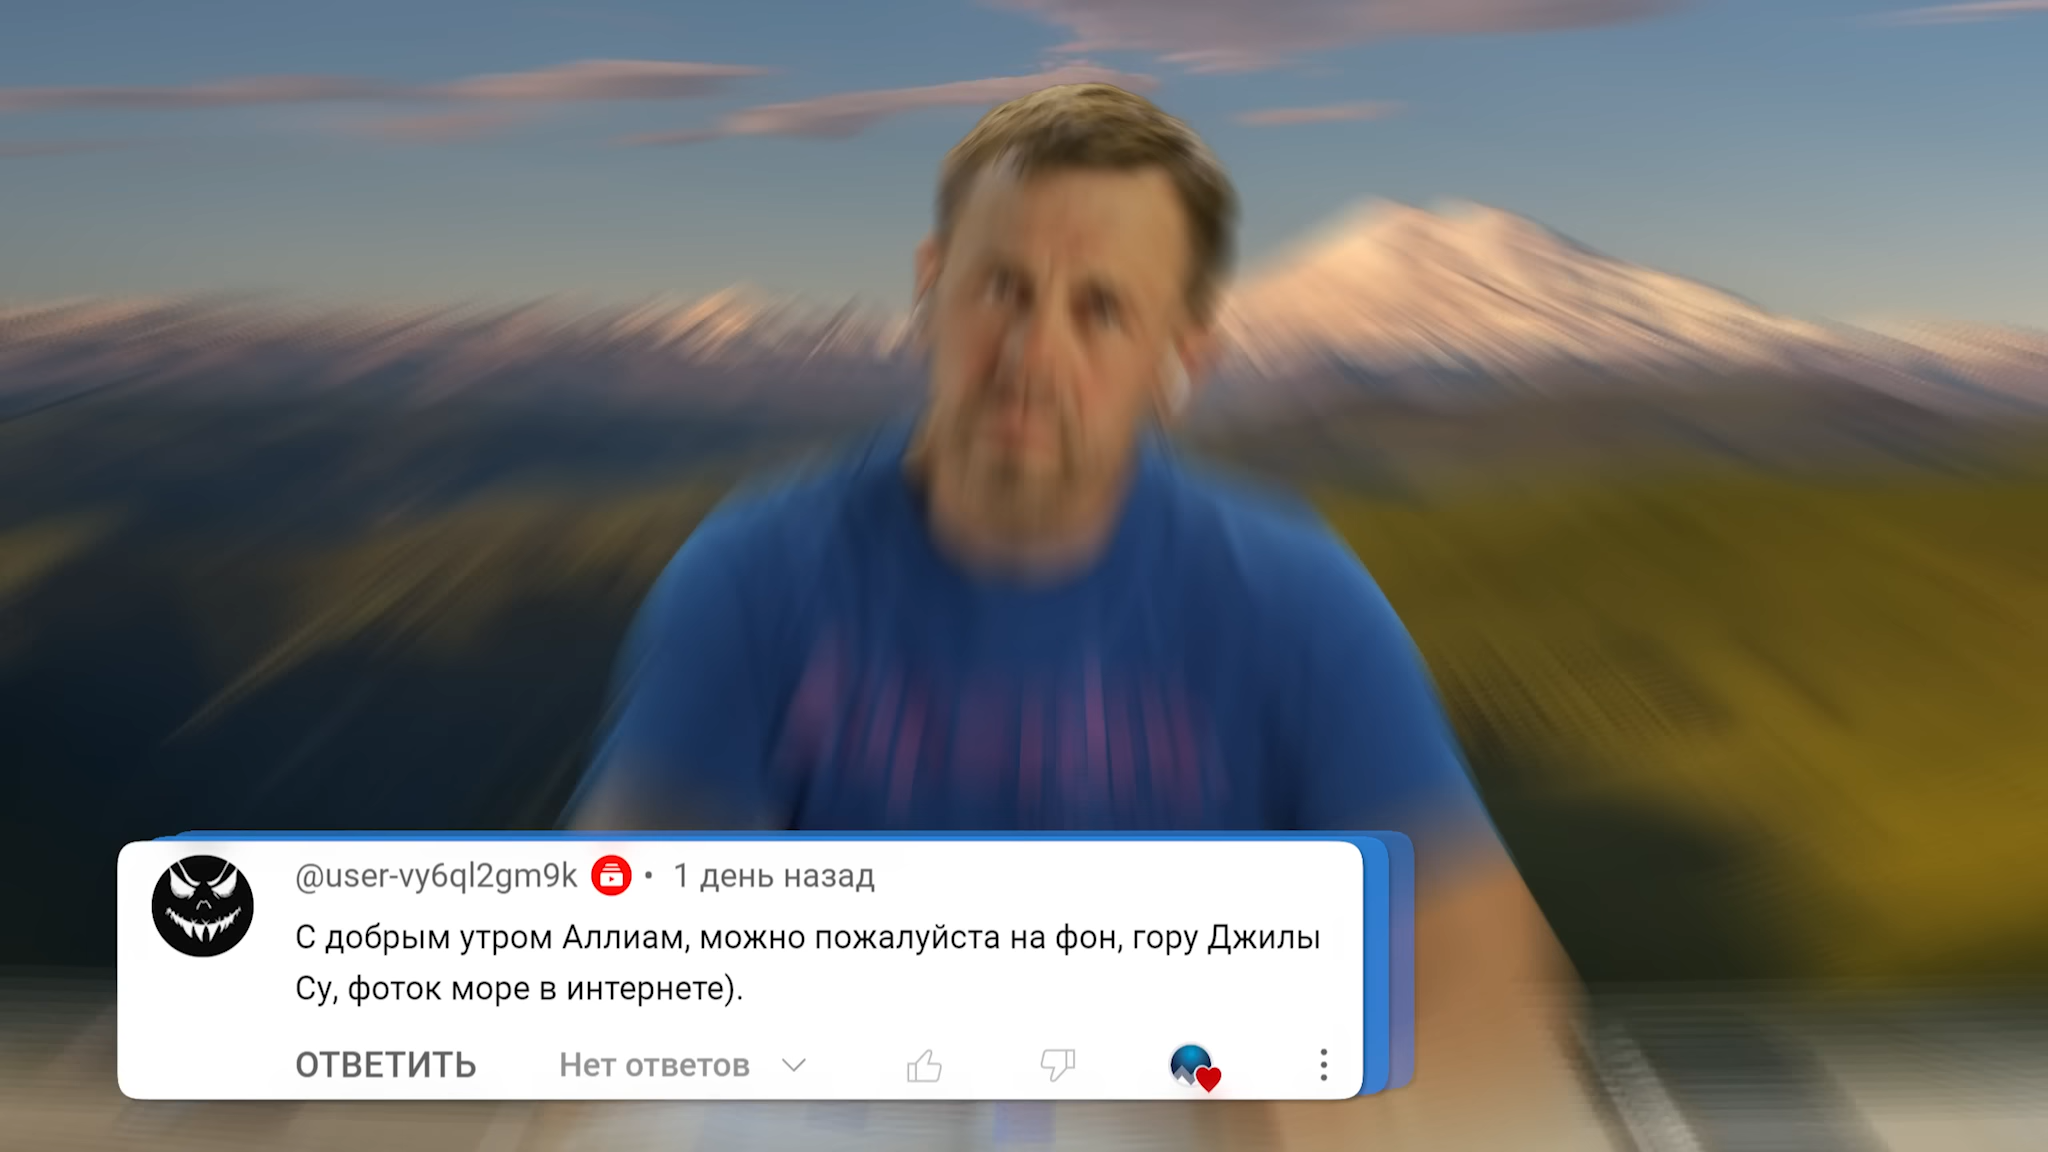 @user-vy6ql2gm9k • 1 день назад
С добрым утром Аллиам, можно пожалуйста на фон, гору Джилы
Су, фоток море в интернете).
ОТВЕТИТЬ Нет ответов